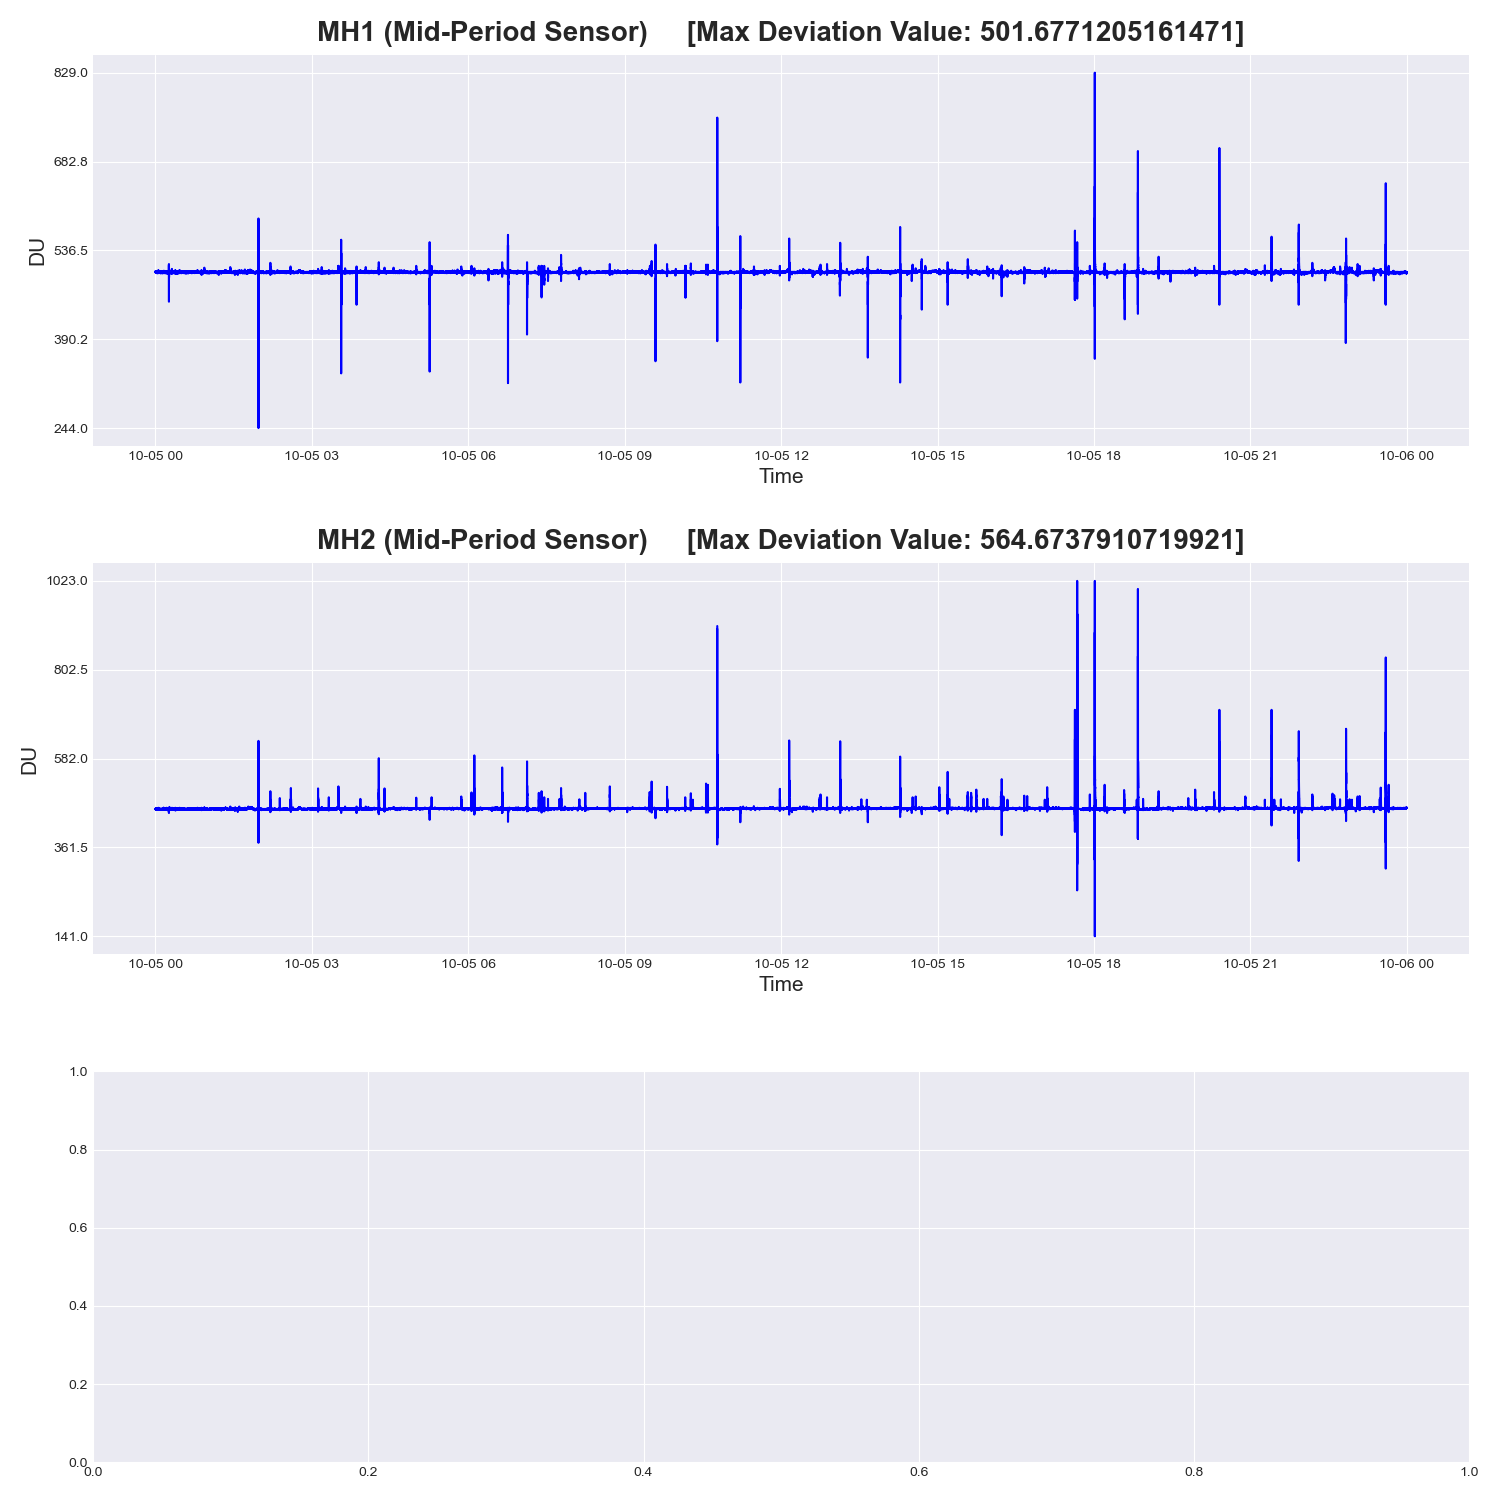 MH1 (Mid-Period Sensor) [Max Deviation Value: 501.6771205161471]
829.0
682.8
536.5
390.2
244.0
DU
10-05 00 10-05 03 10-05 06 10-05 09 10-05 12 10-05 15 10-05 18 10-05 21 10-06 00
Time
MH2 (Mid-Period Sensor) [Max Deviation Value: 564.6737910719921]
1023.0
802.5
582.0
361.5
141.0
DU
10-05 00 10-05 03 10-05 06 10-05 09 10-05 12 10-05 15 10-05 18 10-05 21 10-06 00
Time
1.0
0.8
0.6
0.4
0.2
0.0
0.0 0.2 0.4 0.6 0.8 1.0